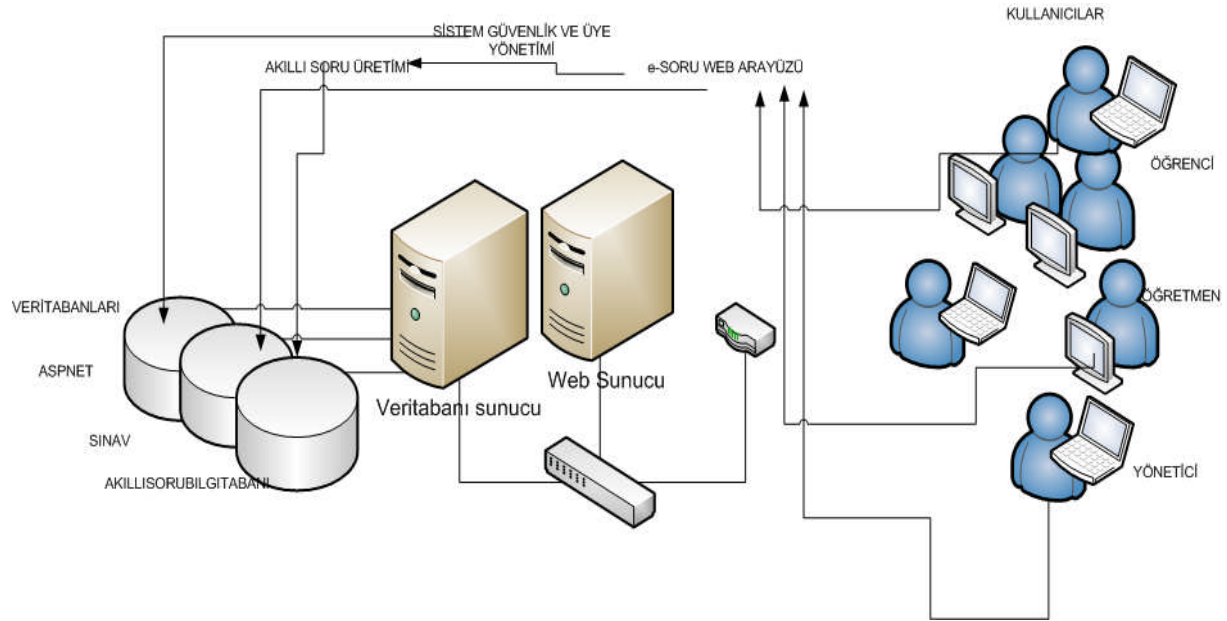 KULLANICILAR
SİSTEM GÜVENLİK VE ÜYE
YÖNETİMİ
AKILLI SORU ÜRETİMİ
e-SORU WEB ARAYÜZÜ
ÖĞRENCİ
VERİTABANLARI
ÖĞRETMEN
ASPNET
Web Sunucu
Veritabanı sunucu
SINAV
AKILLISORUBILGITABANI
YÖNETİCİ